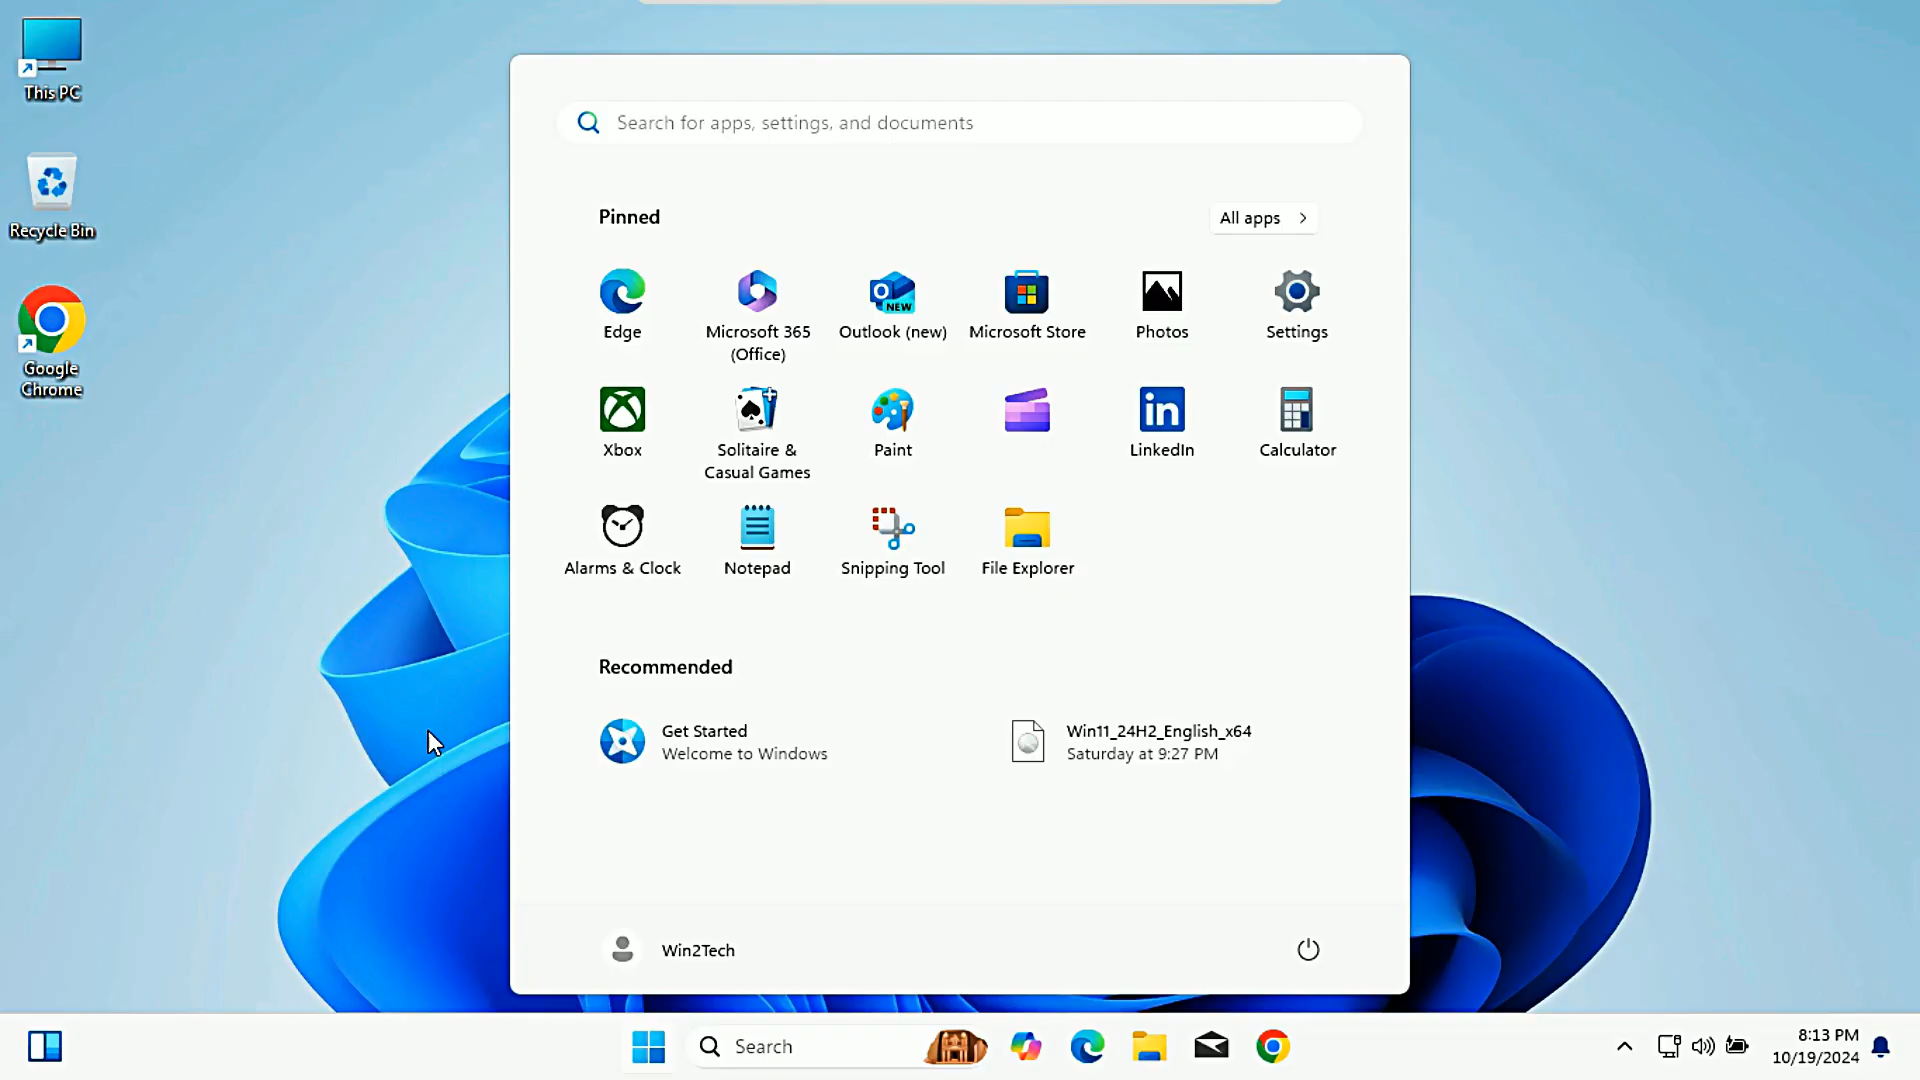 This PC
Recycle Bin
Google
Chrome
Search for apps, settings, and documents
Pinned
All apps
Edge
Microsoft 365
(Office)
Outlook (new)
Microsoft Store
Photos
Settings
NEW
Xbox
Solitaire &
Casual Games
Paint
in
LinkedIn
Calculator
Alarms & Clock
Notepad
Snipping Tool
File Explorer
Recommended
Get Started
Welcome to Windows
Win11_24H2_English_x64
Saturday at 9:27 PM
Win2Tech
Search
8:13 PM
10/19/2024